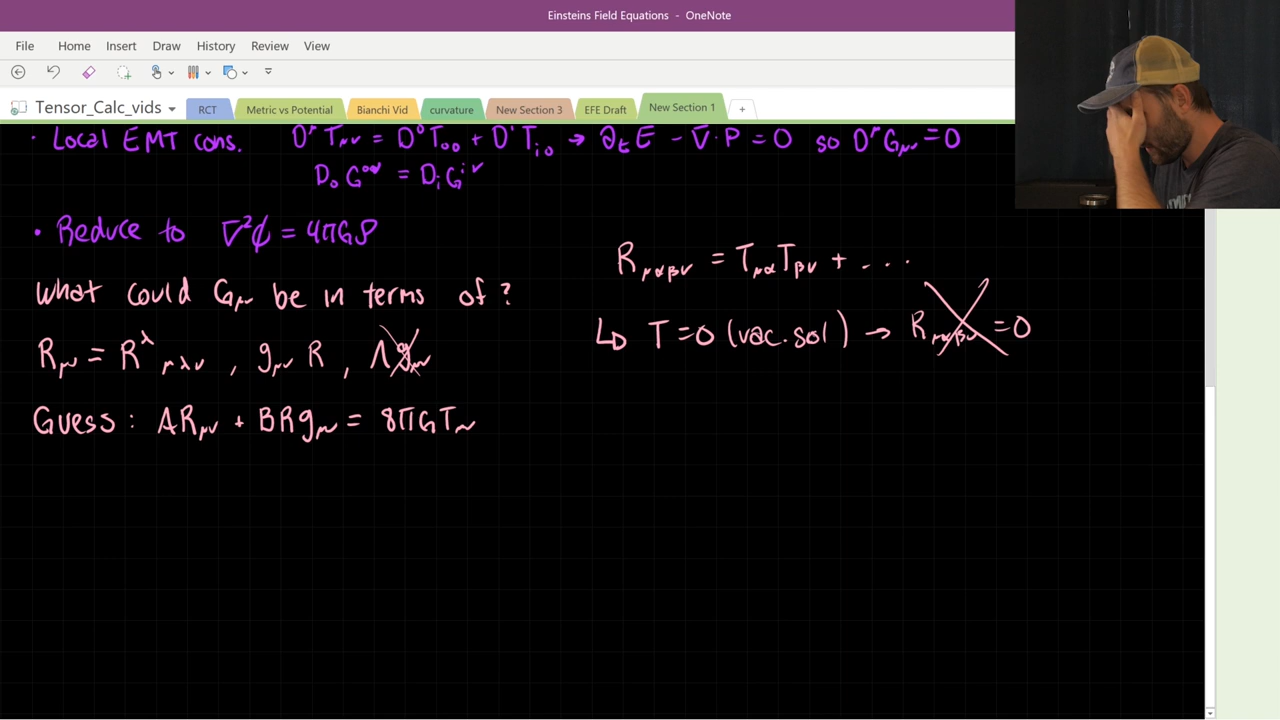 Einsteins Field Equations - OneNote
File Home Insert Draw History Review View
Tensor_Calc_vids RCT Metric vs Potential Bianchi Vid curvature New Section 3 EFE Draft New Section 1 +
· Local EMT cons. D^μ T_μν = D^0 T_00 + D^i T_i0 → ∂_t E - ∇·P = 0 so D^μ G_μν = 0
D_0 G^0ν = D_i G^iν
· Reduce to ∇²φ = 4πGρ
What could G_μν be in terms of?
R_μν = R^λ_μλν , g_μν R , Λg_μν
Guess: AR_μν + BRg_μν = 8πGT_μν
R_μαβν = T_μα T_βν + ...
↳ T=0 (vac. sol) → R_μαβν = 0